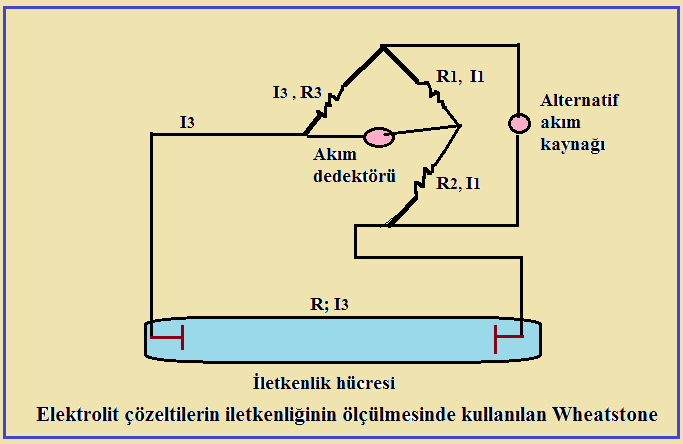 R1, I1
I3 , R3
Alternatif
akım
kaynağı
I3
Akım
dedektörü
R2, I1
R; I3
İletkenlik hücresi
Elektrolit çözeltilerin iletkenliğinin ölçülmesinde kullanılan Wheatstone